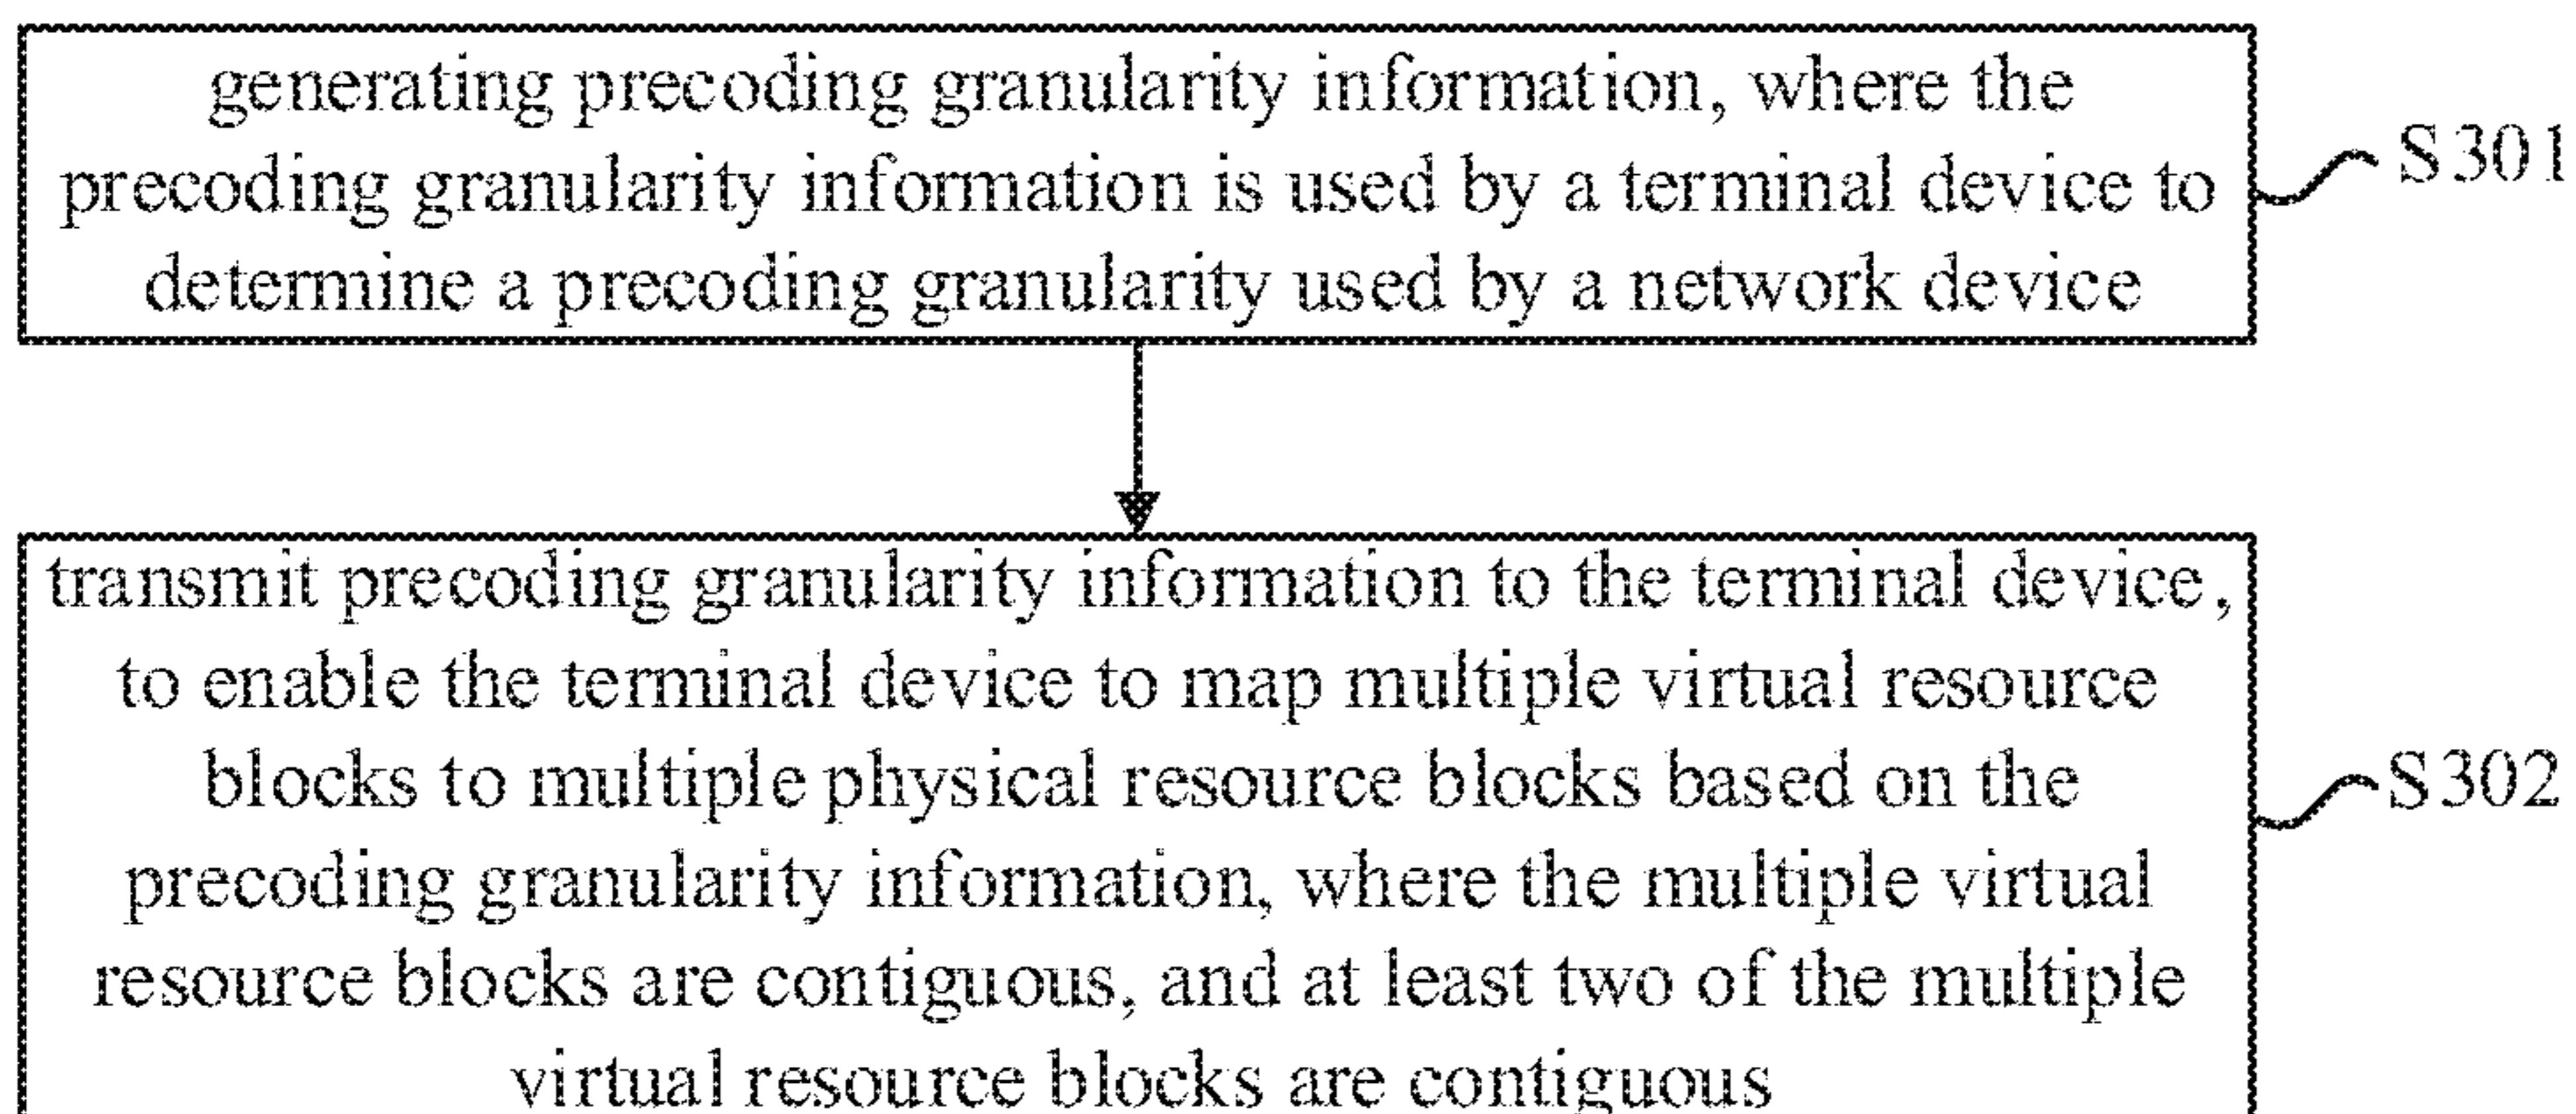 generating precoding granularity information, where the
precoding granularity information is used by a terminal device to
determine a precoding granularity used by a network device
S301
transmit precoding granularity information to the terminal device,
to enable the terminal device to map multiple virtual resource
blocks to multiple physical resource blocks based on the
precoding granularity information, where the multiple virtual
resource blocks are contiguous, and at least two of the multiple
virtual resource blocks are contiguous
S302